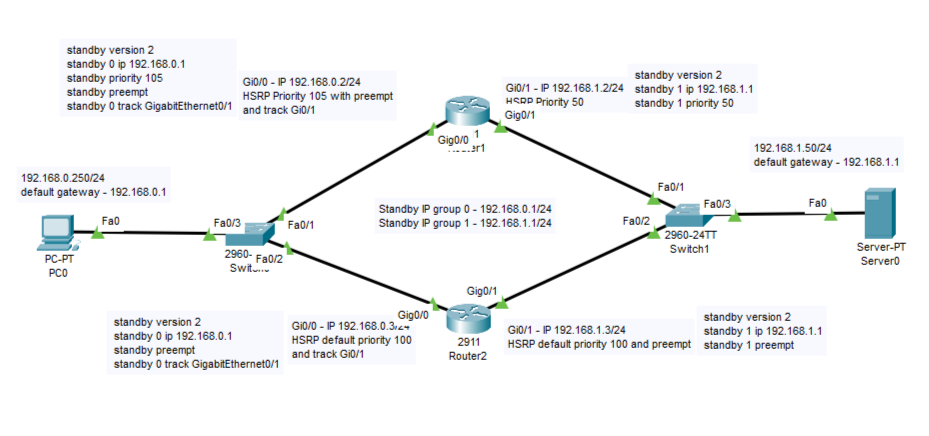 standby version 2
standby 0 ip 192.168.0.1
standby priority 105
standby preempt
standby 0 track GigabitEthernet0/1
Gi0/0 - IP 192.168.0.2/24
HSRP Priority 105 with preempt
and track Gi0/1
Gi0/1 - IP 192.168.1.2/24
HSRP Priority 50
standby version 2
standby 1 ip 192.168.1.1
standby 1 priority 50
Gig0/1
Gig0/0
1
192.168.1.50/24
default gateway - 192.168.1.1
192.168.0.250/24
default gateway - 192.168.0.1
Fa0
Fa0/3
Fa0/1
Fa0/2
2960-
PC-PT
PC0
Standby IP group 0 - 192.168.0.1/24
Standby IP group 1 - 192.168.1.1/24
Fa0/1
Fa0/3
Fa0
Fa0/2
2960-24TT
Switch1
Server-PT
Server0
Gig0/1
Gig0/0
2911
Router2
standby version 2
standby 0 ip 192.168.0.1
standby preempt
standby 0 track GigabitEthernet0/1
Gi0/0 - IP 192.168.0.3/24
HSRP default priority 100
and track Gi0/1
Gi0/1 - IP 192.168.1.3/24
HSRP default priority 100 and preempt
standby version 2
standby 1 ip 192.168.1.1
standby 1 preempt